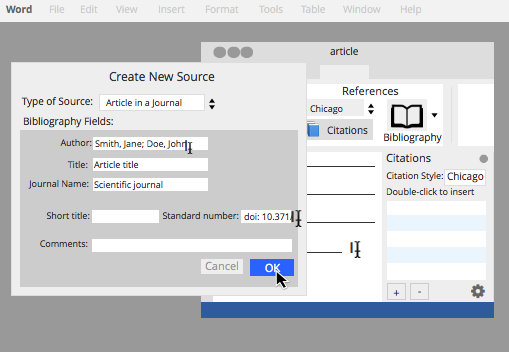 Word File Edit View Insert Format Tools Table Window Help
article
Create New Source
References
Type of Source: Article in a Journal
Chicago
Bibliography Fields:
Citations
Bibliography
Author: Smith, Jane; Doe, John
Title: Article title
Citations
Journal Name: Scientific journal
Citation Style: Chicago
Double-click to insert
Short title: Standard number: doi: 10.371
Comments:
Cancel OK
+ -